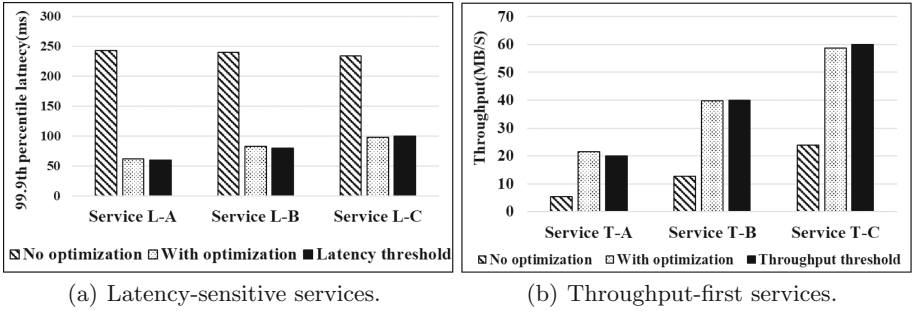 99.9th percentile latnecy(ms)
300
250
200
150
100
50
0
Service L-A Service L-B Service L-C
No optimization With optimization Latency threshold
(a) Latency-sensitive services.
Throughput(MB/S)
70
60
50
40
30
20
10
0
Service T-A Service T-B Service T-C
No optimization With optimization Throughput threshold
(b) Throughput-first services.